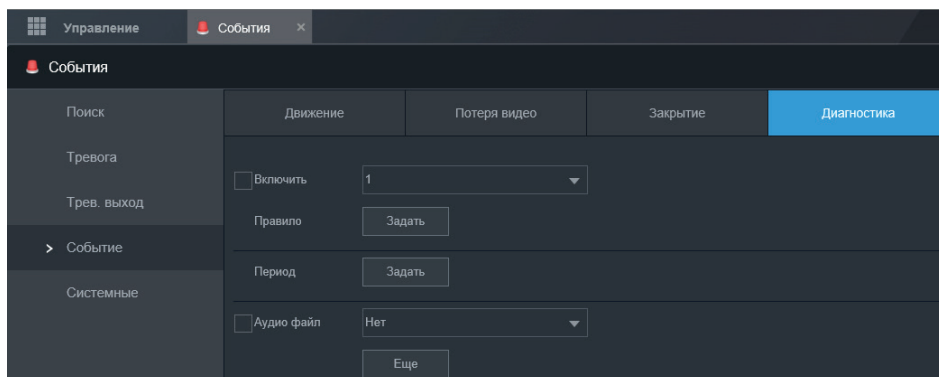 Управление События ×
События
Поиск Движение Потеря видео Закрытие Диагностика
Тревога
Включить 1
Трев. выход
Правило Задать
Событие
Период Задать
Системные
Аудио файл Нет
Еще